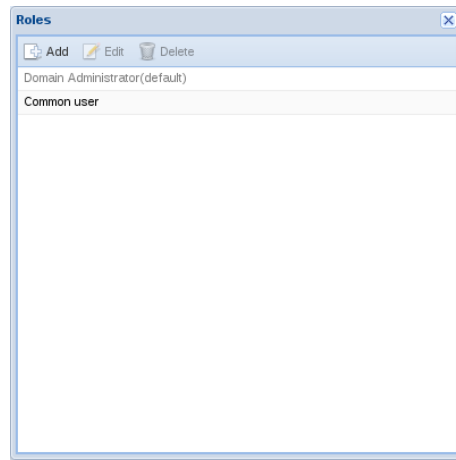 Roles
Add Edit Delete
Domain Administrator(default)
Common user